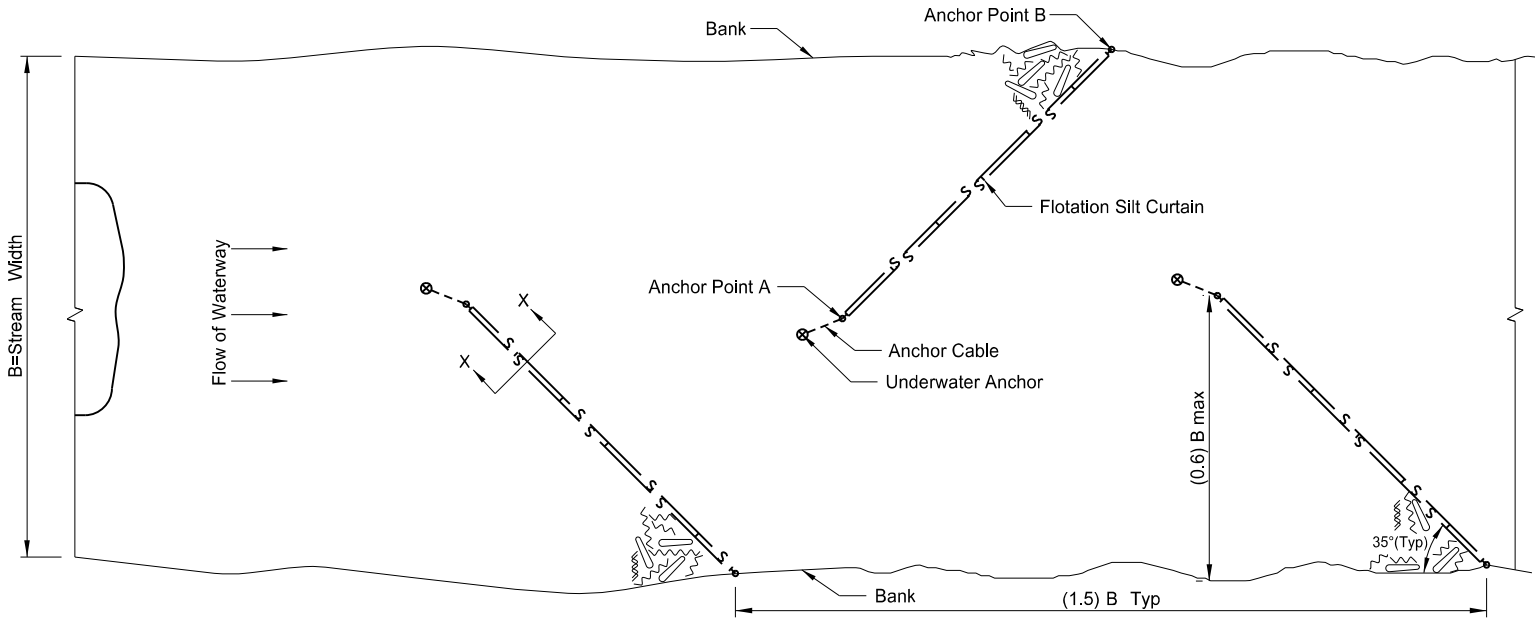 Anchor Point B
Bank
Flotation Silt Curtain
B=Stream Width
Flow of Waterway
Anchor Point A
X
X
Anchor Cable
Underwater Anchor
(0.6) B max
35°(Typ)
Bank
(1.5) B Typ